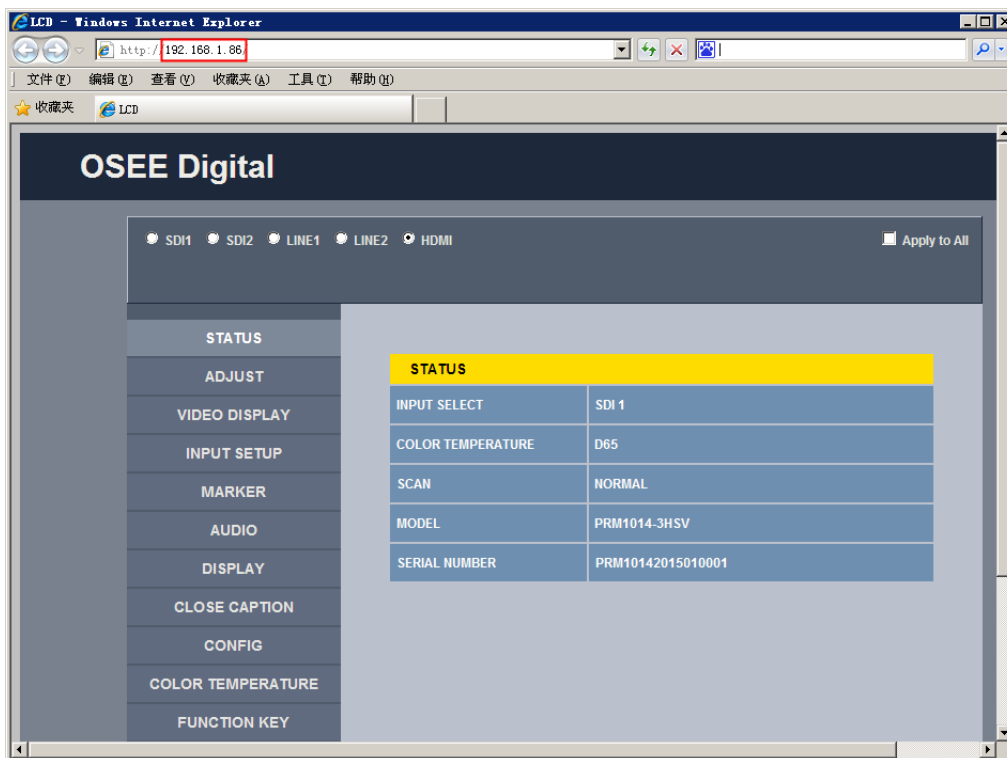 LCD - Windows Internet Explorer
http://192.168.1.86/
文件(F) 编辑(E) 查看(V) 收藏夹(A) 工具(T) 帮助(H)
收藏夹 LCD
OSEE Digital
SDI1 SDI2 LINE1 LINE2 HDMI Apply to All
STATUS
ADJUST
VIDEO DISPLAY
INPUT SETUP
MARKER
AUDIO
DISPLAY
CLOSE CAPTION
CONFIG
COLOR TEMPERATURE
FUNCTION KEY
STATUS
INPUT SELECT SDI 1
COLOR TEMPERATURE D65
SCAN NORMAL
MODEL PRM1014-3HSV
SERIAL NUMBER PRM10142015010001